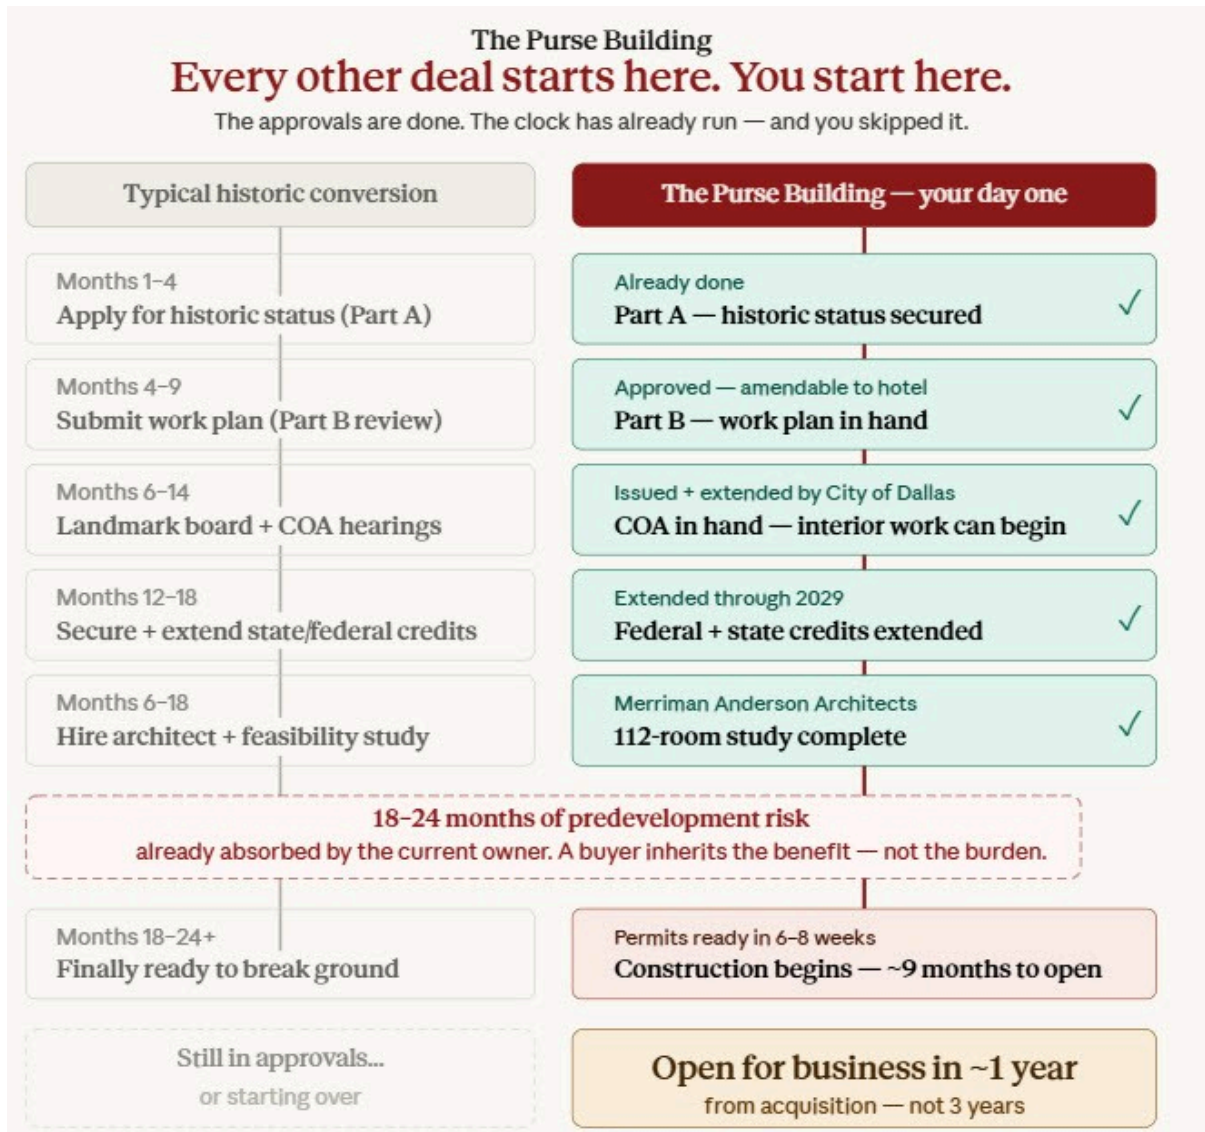 The Purse Building
Every other deal starts here. You start here.
The approvals are done. The clock has already run — and you skipped it.
Typical historic conversion
Months 1–4
Apply for historic status (Part A)
Months 4–9
Submit work plan (Part B review)
Months 6–14
Landmark board + COA hearings
Months 12–18
Secure + extend state/federal credits
Months 6–18
Hire architect + feasibility study
The Purse Building — your day one
Already done
Part A — historic status secured
✓
Approved — amendable to hotel
Part B — work plan in hand
✓
Issued + extended by City of Dallas
COA in hand — interior work can begin
✓
Extended through 2029
Federal + state credits extended
✓
Merriman Anderson Architects
112-room study complete
✓
18–24 months of predevelopment risk
already absorbed by the current owner. A buyer inherits the benefit — not the burden.
Months 18–24+
Finally ready to break ground
Still in approvals...
or starting over
Permits ready in 6–8 weeks
Construction begins — ~9 months to open
Open for business in ~1 year
from acquisition — not 3 years